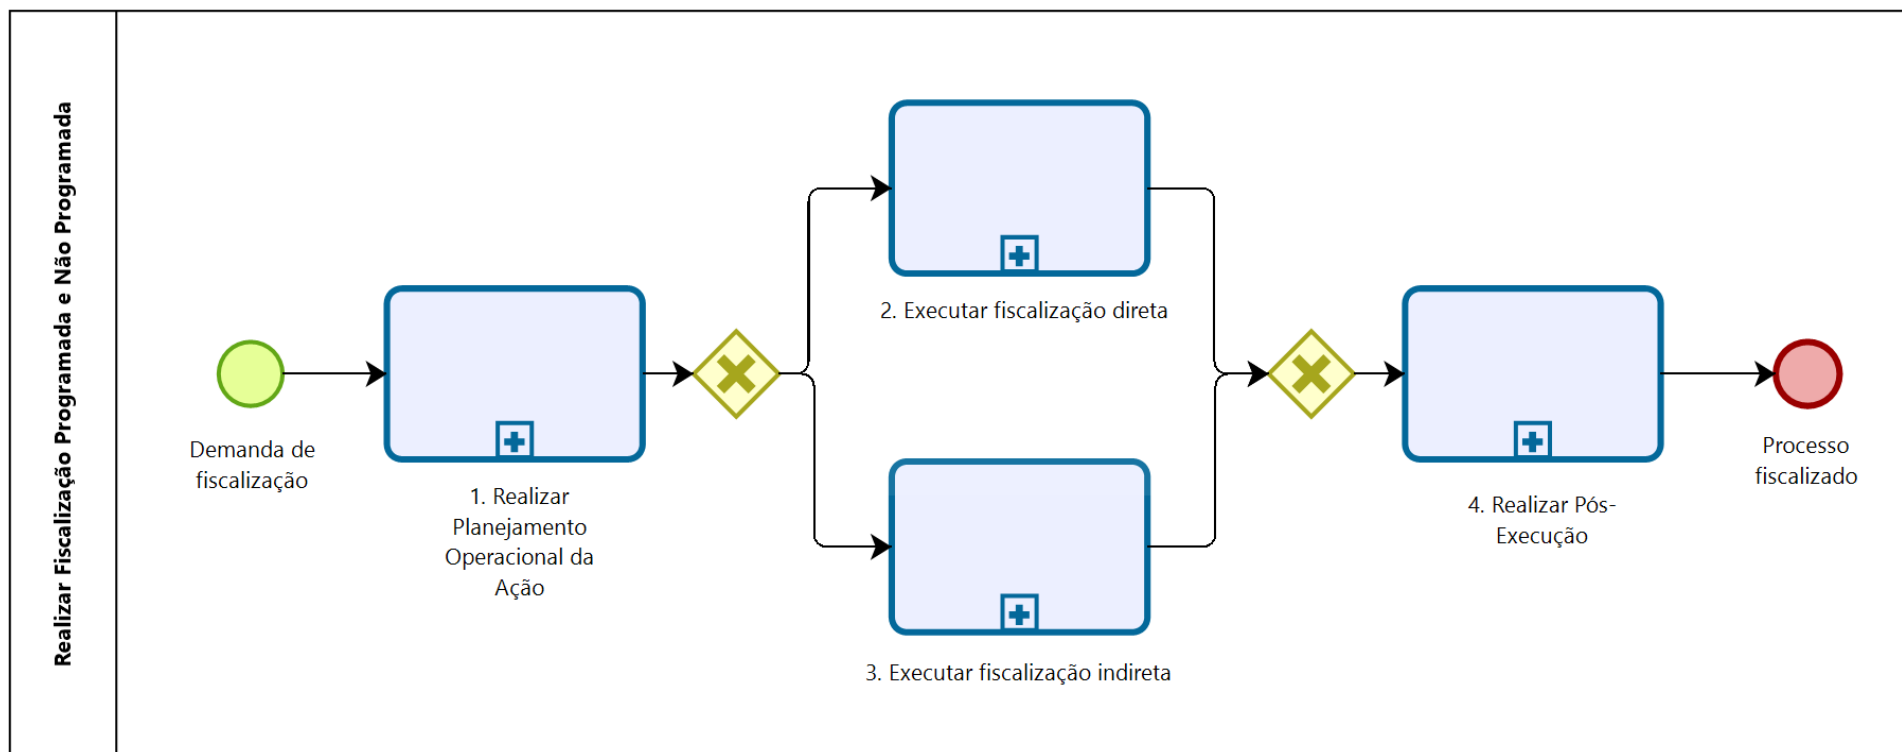 Realizar Fiscalização Programada e Não Programada
Demanda de
fiscalização
1. Realizar
Planejamento
Operacional da
Ação
2. Executar fiscalização direta
3. Executar fiscalização indireta
4. Realizar Pós-
Execução
Processo
fiscalizado